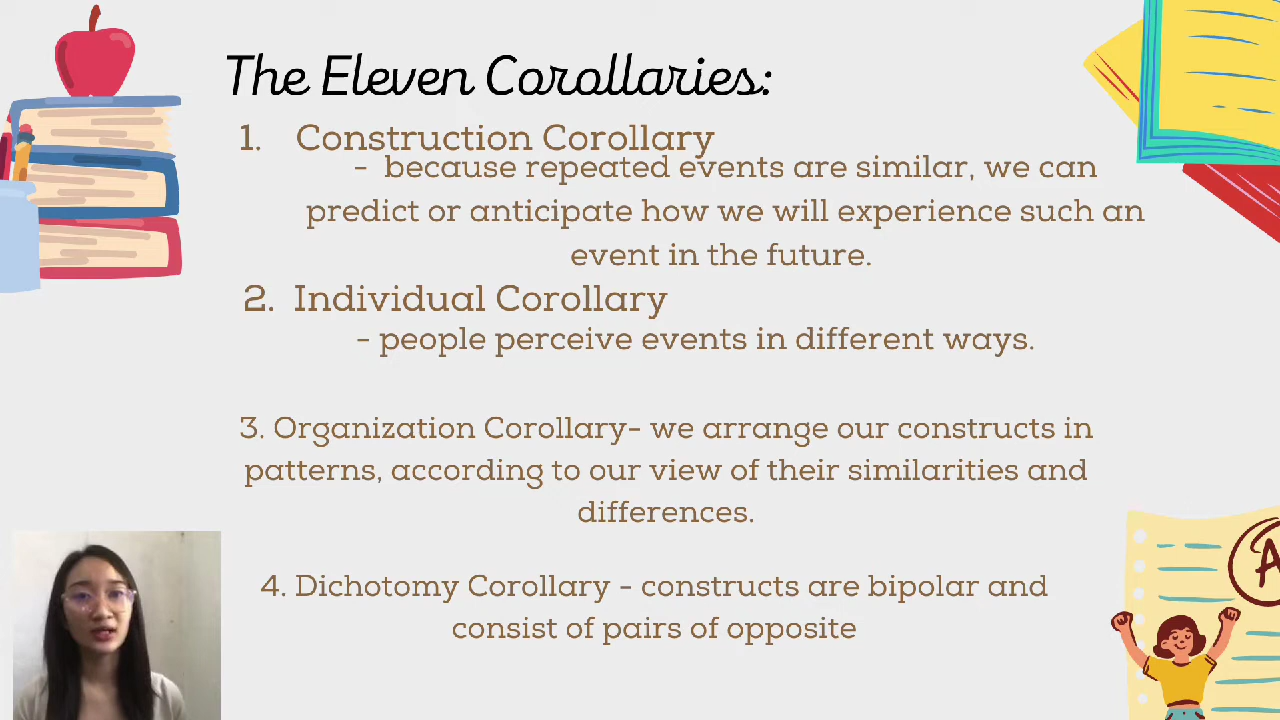 The Eleven Corollaries:
1. Construction Corollary
- because repeated events are similar, we can
predict or anticipate how we will experience such an
event in the future.
2. Individual Corollary
- people perceive events in different ways.
3. Organization Corollary- we arrange our constructs in
patterns, according to our view of their similarities and
differences.
4. Dichotomy Corollary - constructs are bipolar and
consist of pairs of opposite
A